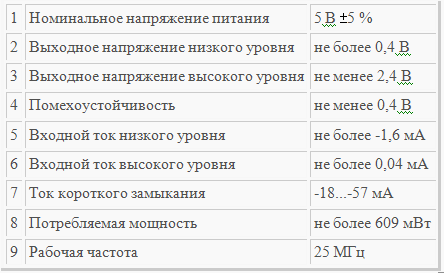 1 Номинальное напряжение питания 5 В ±5 %
2 Выходное напряжение низкого уровня не более 0,4 В
3 Выходное напряжение высокого уровня не менее 2,4 В
4 Помехоустойчивость не менее 0,4 В
5 Входной ток низкого уровня не более -1,6 мА
6 Входной ток высокого уровня не более 0,04 мА
7 Ток короткого замыкания -18...-57 мА
8 Потребляемая мощность не более 609 мВт
9 Рабочая частота 25 МГц